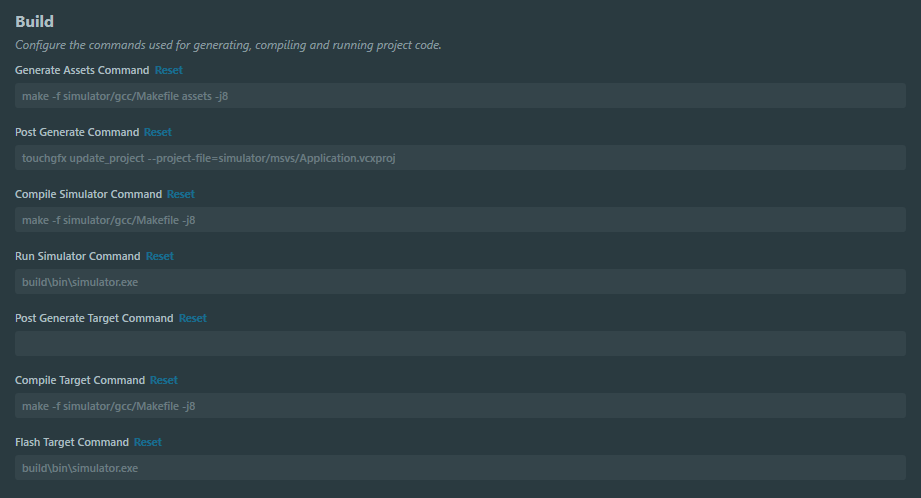 Build
Configure the commands used for generating, compiling and running project code.
Generate Assets Command Reset
make -f simulator/gcc/Makefile assets -j8
Post Generate Command Reset
touchgfx update_project --project-file=simulator/msvs/Application.vcxproj
Compile Simulator Command Reset
make -f simulator/gcc/Makefile -j8
Run Simulator Command Reset
build\bin\simulator.exe
Post Generate Target Command Reset
Compile Target Command Reset
make -f simulator/gcc/Makefile -j8
Flash Target Command Reset
build\bin\simulator.exe